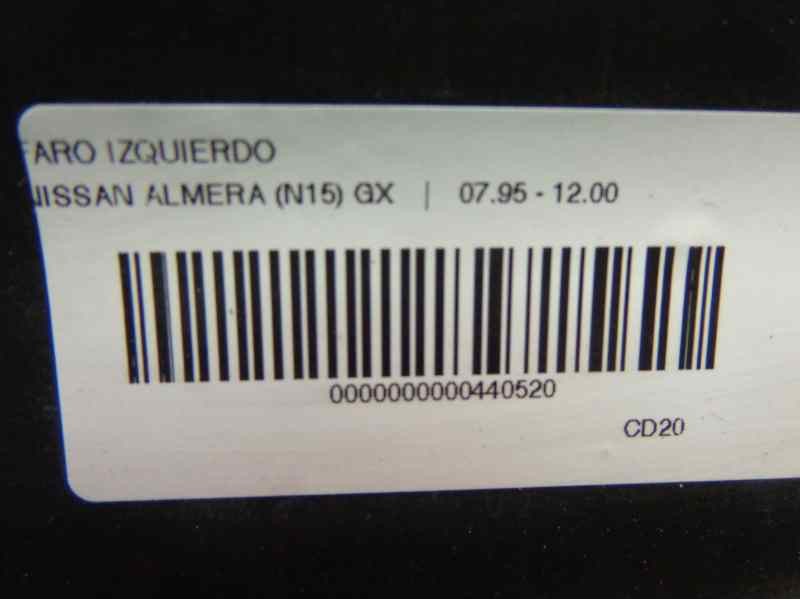 FARO IZQUIERDO
NISSAN ALMERA (N15) GX | 07.95 - 12.00
0000000000440520
CD20